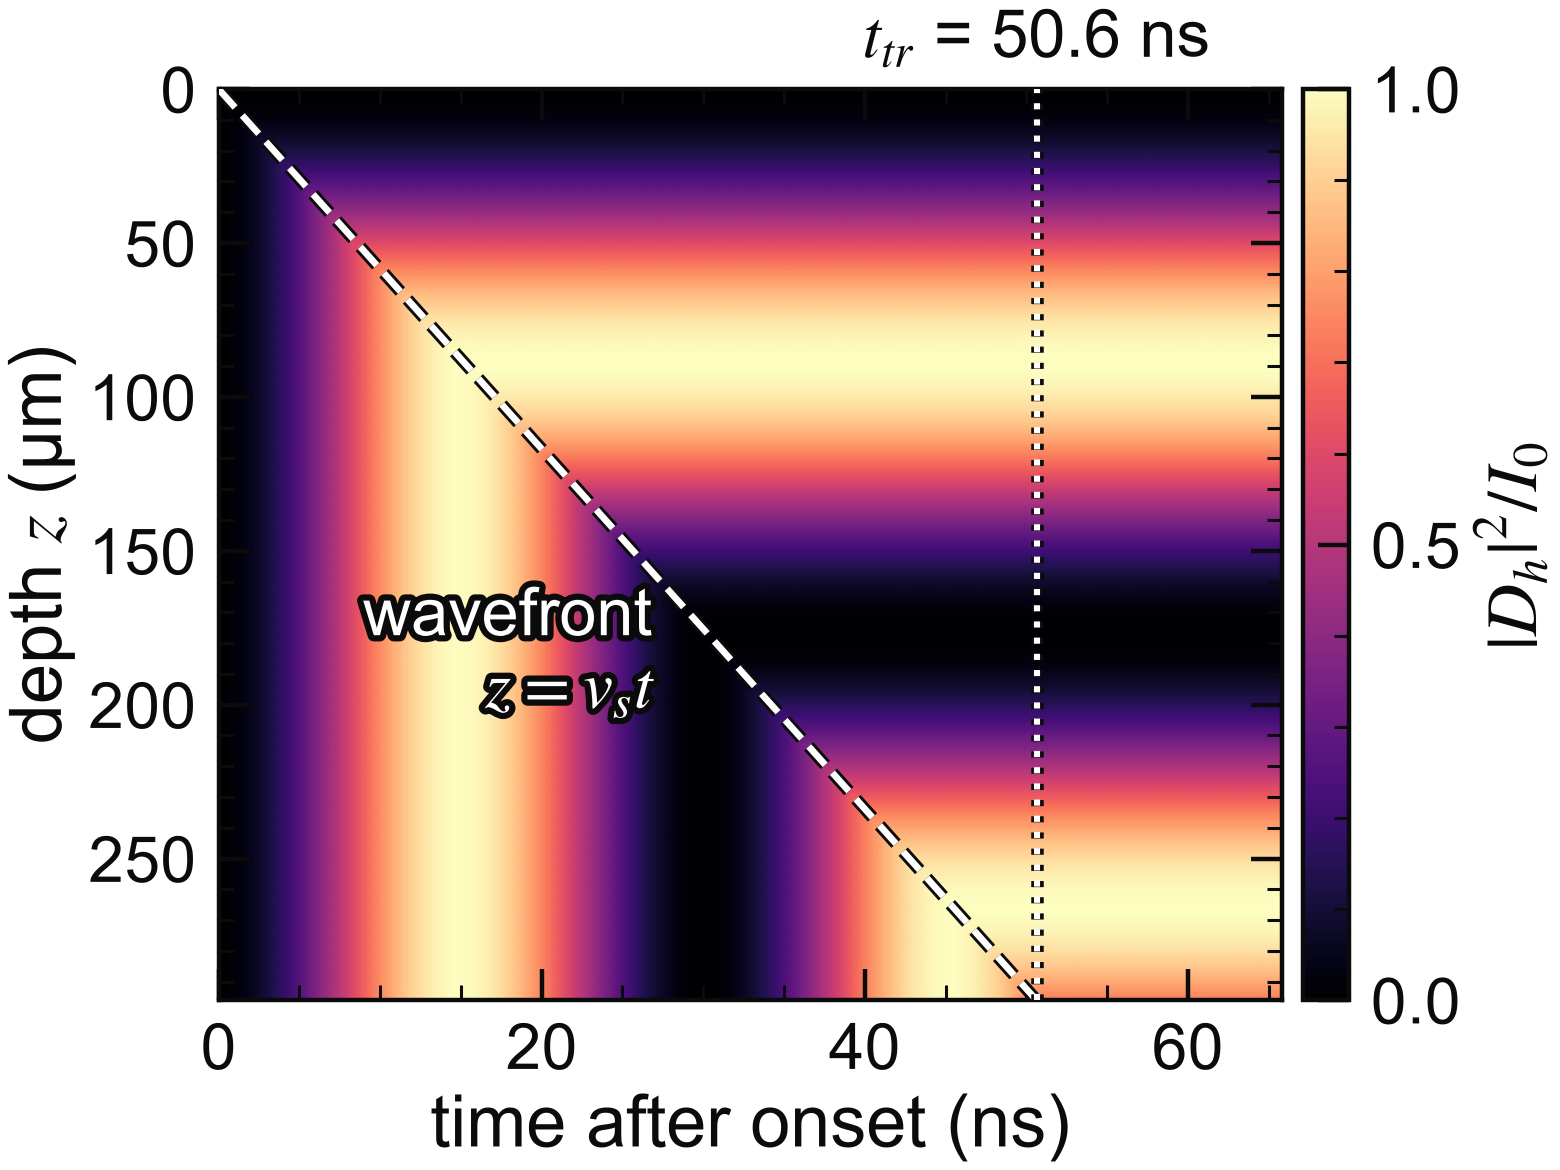 t_tr = 50.6 ns
0
50
100
150
200
250
depth z (µm)
wavefront
z = v_s t
0
20
40
60
time after onset (ns)
1.0
0.5
0.0
|D_h|²/I₀